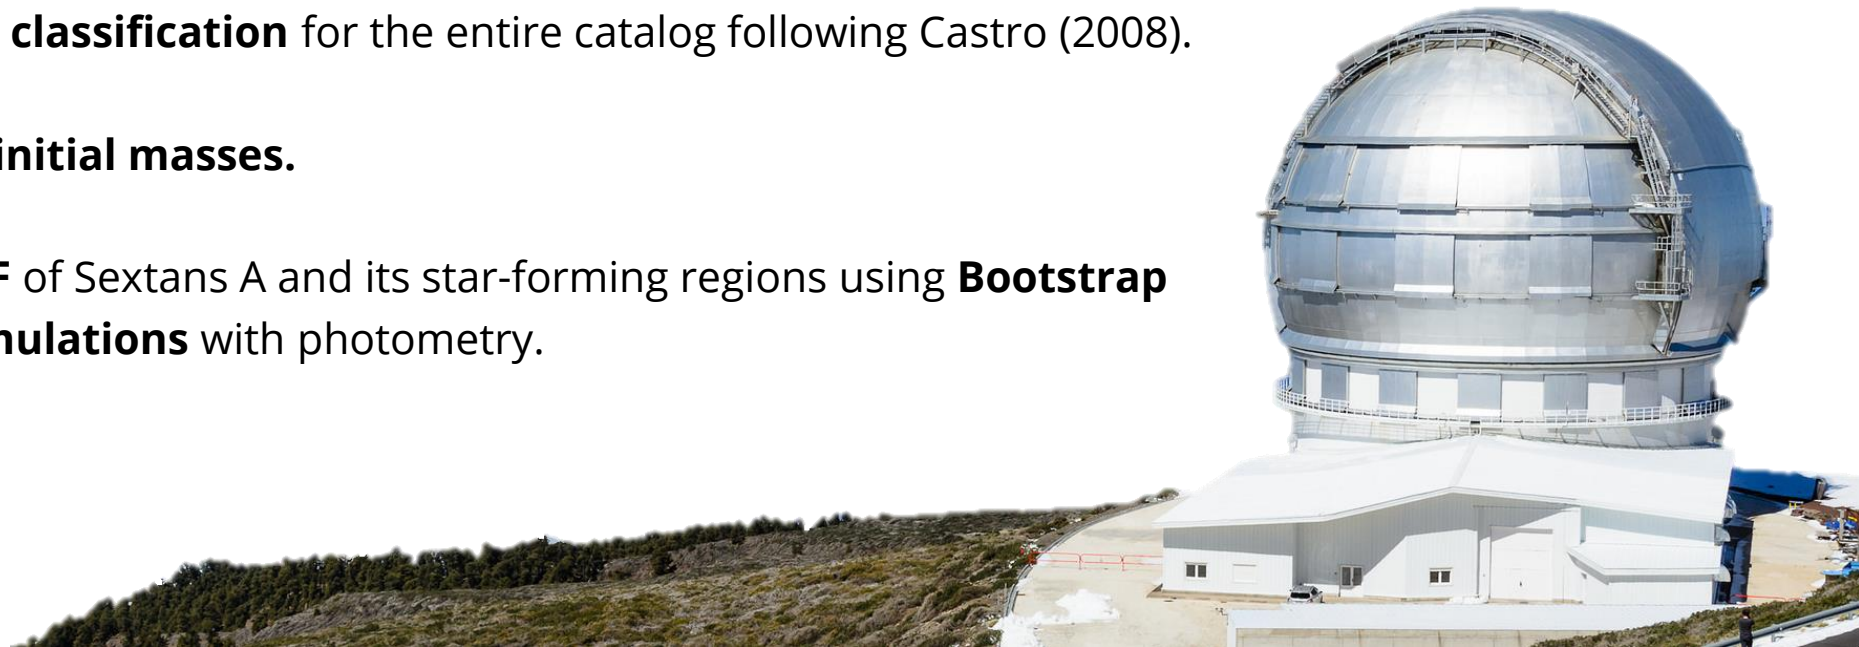 classification for the entire catalog following Castro (2008).
initial masses.
F of Sextans A and its star-forming regions using Bootstrap
nulations with photometry.